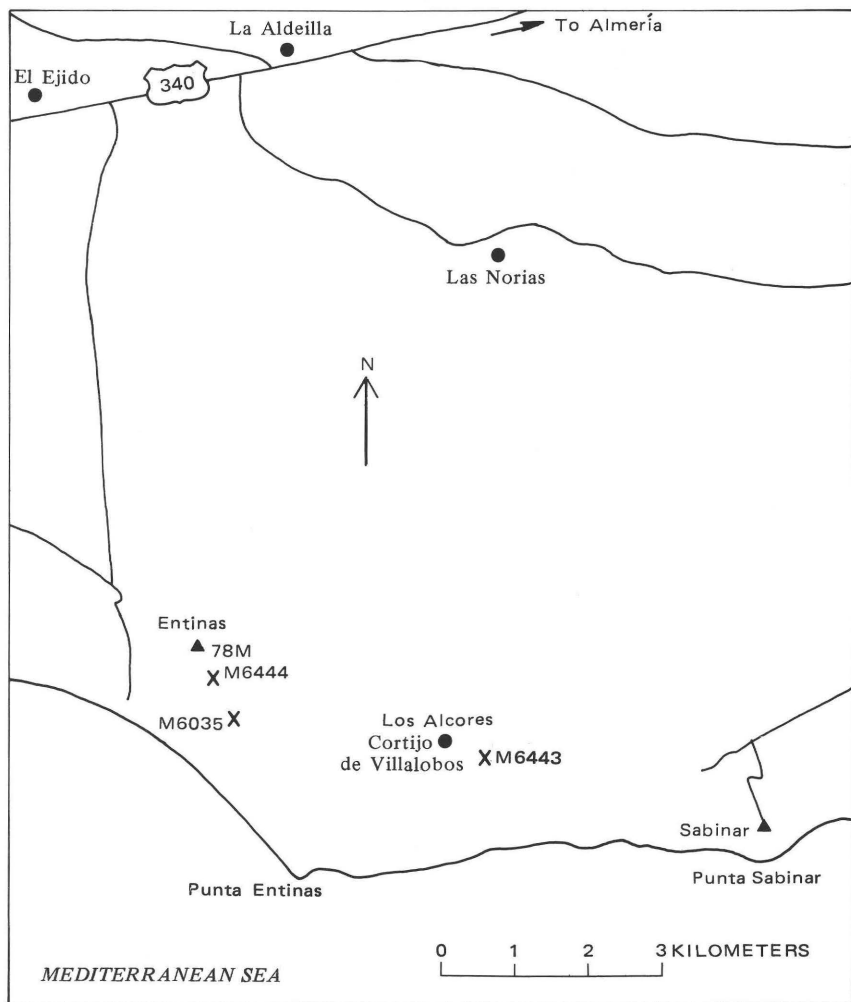 To Almería
La Aldeilla
El Ejido
340
Las Norias
N
Entinas
78M
M6444
M6035
Los Alcores
Cortijo
de Villalobos
M6443
Sabinar
Punta Entinas
Punta Sabinar
0 1 2 3 KILOMETERS
MEDITERRANEAN SEA